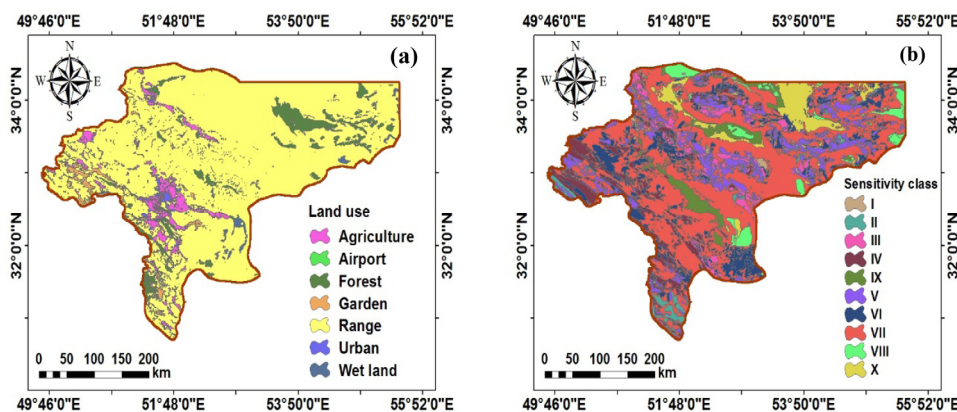 49°46'0"E 51°48'0"E 53°50'0"E 55°52'0"E
(a)
N
W E
S
34°0'0"N
32°0'0"N
Land use
Agriculture
Airport
Forest
Garden
Range
Urban
Wet land
0 50 100 150 200
km
49°46'0"E 51°48'0"E 53°50'0"E 55°52'0"E
49°46'0"E 51°48'0"E 53°50'0"E 55°52'0"E
(b)
N
W E
S
34°0'0"N
32°0'0"N
Sensitivity class
I
II
III
IV
IX
V
VI
VII
VIII
X
0 50 100 150 200
km
49°46'0"E 51°48'0"E 53°50'0"E 55°52'0"E